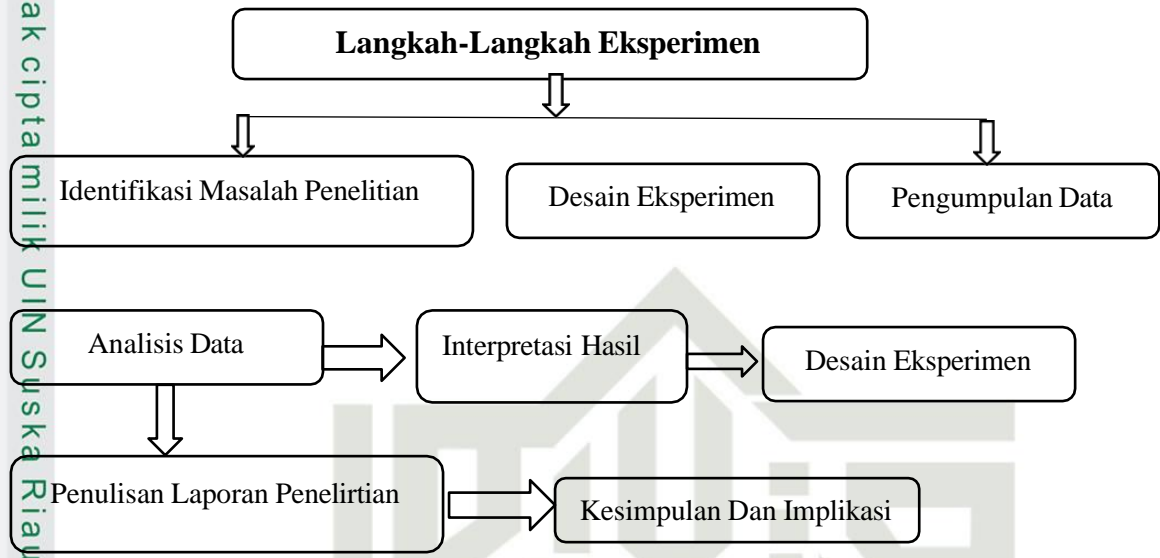 ak cipta milik UIN Suska Riau
Langkah-Langkah Eksperimen
Identifikasi Masalah Penelitian
Desain Eksperimen
Pengumpulan Data
Analisis Data
Interpretasi Hasil
Desain Eksperimen
Penulisan Laporan Penelirtian
Kesimpulan Dan Implikasi